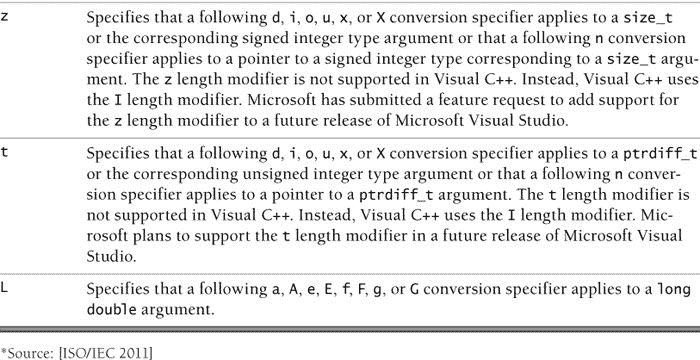 z Specifies that a following d, i, o, u, x, or X conversion specifier applies to a size_t
or the corresponding signed integer type argument or that a following n conversion
specifier applies to a pointer to a signed integer type corresponding to a size_t argu-
ment. The z length modifier is not supported in Visual C++. Instead, Visual C++ uses
the I length modifier. Microsoft has submitted a feature request to add support for
the z length modifier to a future release of Microsoft Visual Studio.
t Specifies that a following d, i, o, u, x, or X conversion specifier applies to a ptrdiff_t
or the corresponding unsigned integer type argument or that a following n conver-
sion specifier applies to a pointer to a ptrdiff_t argument. The t length modifier is
not supported in Visual C++. Instead, Visual C++ uses the I length modifier. Mic-
rosoft plans to support the t length modifier in a future release of Microsoft Visual
Studio.
L Specifies that a following a, A, e, E, f, F, g, or G conversion specifier applies to a long
double argument.
*Source: [ISO/IEC 2011]